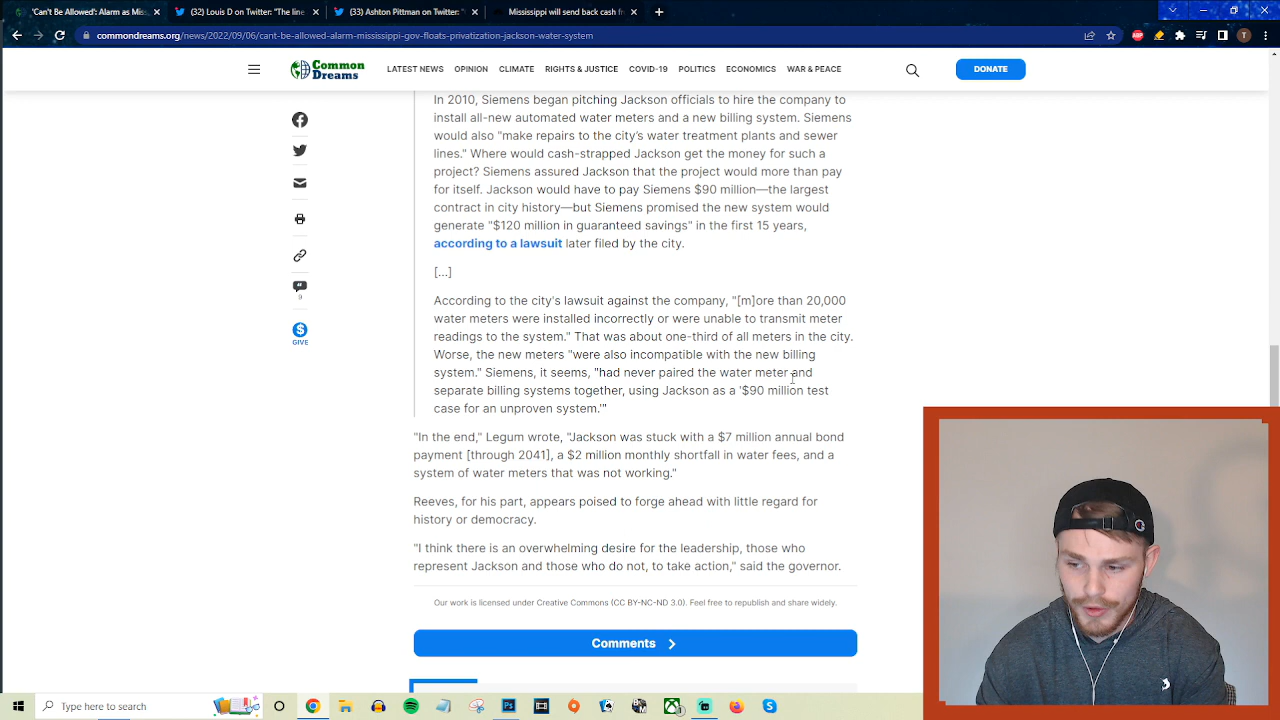 'Can't Be Allowed': Alarm as Mis
(32) Louis D on Twitter: "The line
(33) Ashton Pittman on Twitter: "
Mississippi will send back cash fr
commondreams.org/news/2022/09/06/cant-be-allowed-alarm-mississippi-gov-floats-privatization-jackson-water-system
Common
Dreams
LATEST NEWS OPINION CLIMATE RIGHTS & JUSTICE COVID-19 POLITICS ECONOMICS WAR & PEACE
DONATE
In 2010, Siemens began pitching Jackson officials to hire the company to
install all-new automated water meters and a new billing system. Siemens
would also "make repairs to the city's water treatment plants and sewer
lines." Where would cash-strapped Jackson get the money for such a
project? Siemens assured Jackson that the project would more than pay
for itself. Jackson would have to pay Siemens $90 million—the largest
contract in city history—but Siemens promised the new system would
generate "$120 million in guaranteed savings" in the first 15 years,
according to a lawsuit later filed by the city.
[...]
According to the city's lawsuit against the company, "[m]ore than 20,000
water meters were installed incorrectly or were unable to transmit meter
readings to the system." That was about one-third of all meters in the city.
Worse, the new meters "were also incompatible with the new billing
system." Siemens, it seems, "had never paired the water meter and
separate billing systems together, using Jackson as a '$90 million test
case for an unproven system.'"
"In the end," Legum wrote, "Jackson was stuck with a $7 million annual bond
payment [through 2041], a $2 million monthly shortfall in water fees, and a
system of water meters that was not working."
Reeves, for his part, appears poised to forge ahead with little regard for
history or democracy.
"I think there is an overwhelming desire for the leadership, those who
represent Jackson and those who do not, to take action," said the governor.
Our work is licensed under Creative Commons (CC BY-NC-ND 3.0). Feel free to republish and share widely.
Comments
9
GIVE
Type here to search